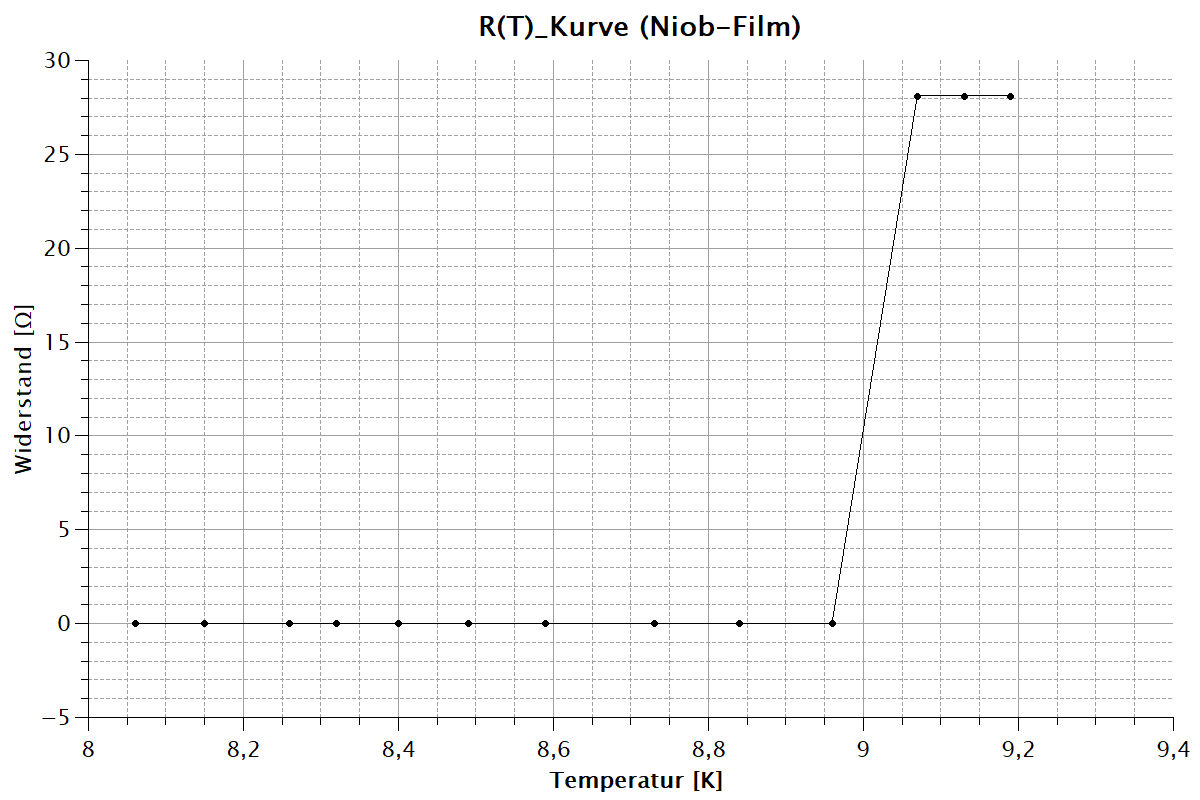 R(T)_Kurve (Niob-Film)
30
25
20
15
10
5
0
−5
Widerstand [Ω]
8 8,2 8,4 8,6 8,8 9 9,2 9,4
Temperatur [K]